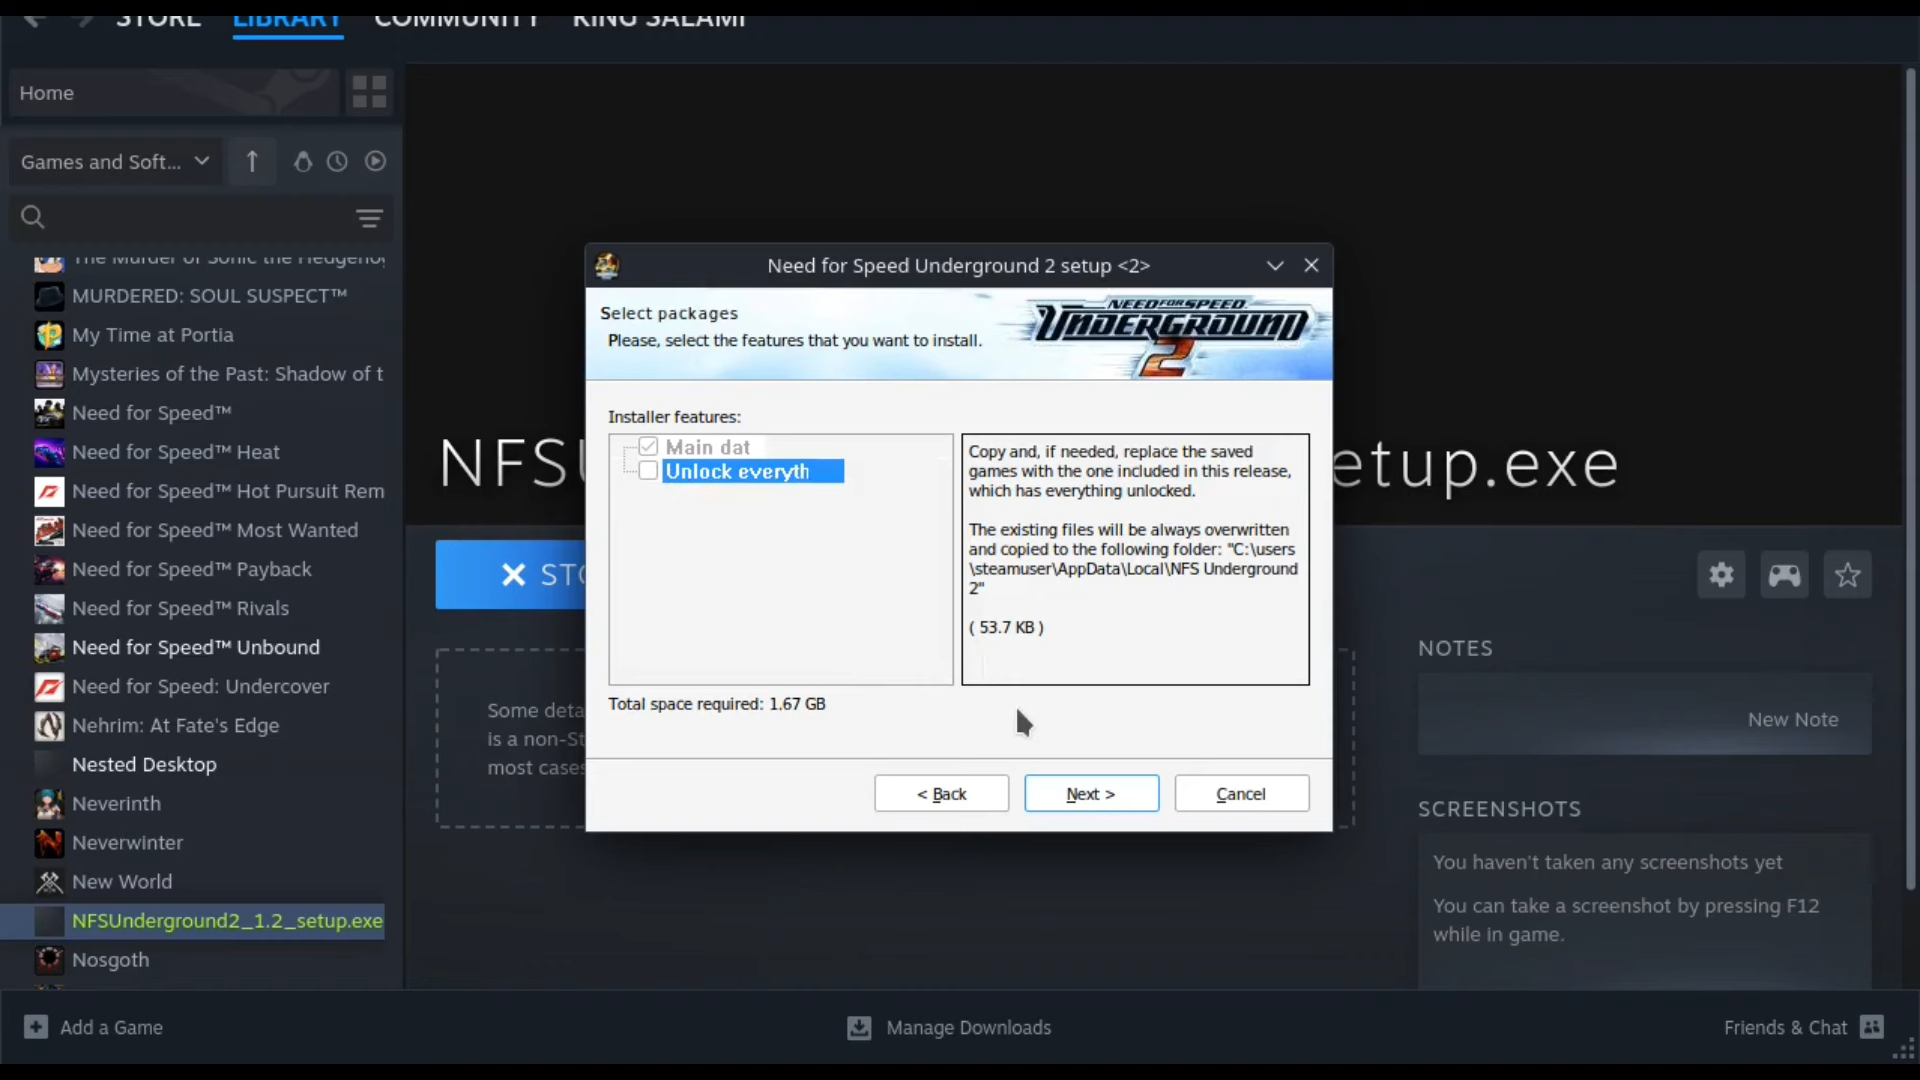 STORE
LIBRARY
COMMUNITY
KING SALAMI
Home
Games and Soft...
The Murder of Sonic the Hedgehog
MURDERED: SOUL SUSPECT™
My Time at Portia
Mysteries of the Past: Shadow of t
Need for Speed™
Need for Speed™ Heat
Need for Speed™ Hot Pursuit Rem
Need for Speed™ Most Wanted
Need for Speed™ Payback
Need for Speed™ Rivals
Need for Speed™ Unbound
Need for Speed: Undercover
Nehrim: At Fate's Edge
Nested Desktop
Neverinth
Neverwinter
New World
NFSUnderground2_1.2_setup.exe
Nosgoth
NFSU
etup.exe
STO
Some deta
is a non-St
most cases
Need for Speed Underground 2 setup <2>
Select packages
Please, select the features that you want to install.
NEED FOR SPEED
UNDERGROUND
2
Installer features:
Main dat
Unlock everyth
Copy and, if needed, replace the saved
games with the one included in this release,
which has everything unlocked.
The existing files will be always overwritten
and copied to the following folder: "C:\users
\steamuser\AppData\Local\NFS Underground
2"
( 53.7 KB )
Total space required: 1.67 GB
< Back
Next >
Cancel
NOTES
New Note
SCREENSHOTS
You haven't taken any screenshots yet
You can take a screenshot by pressing F12
while in game.
Add a Game
Manage Downloads
Friends & Chat